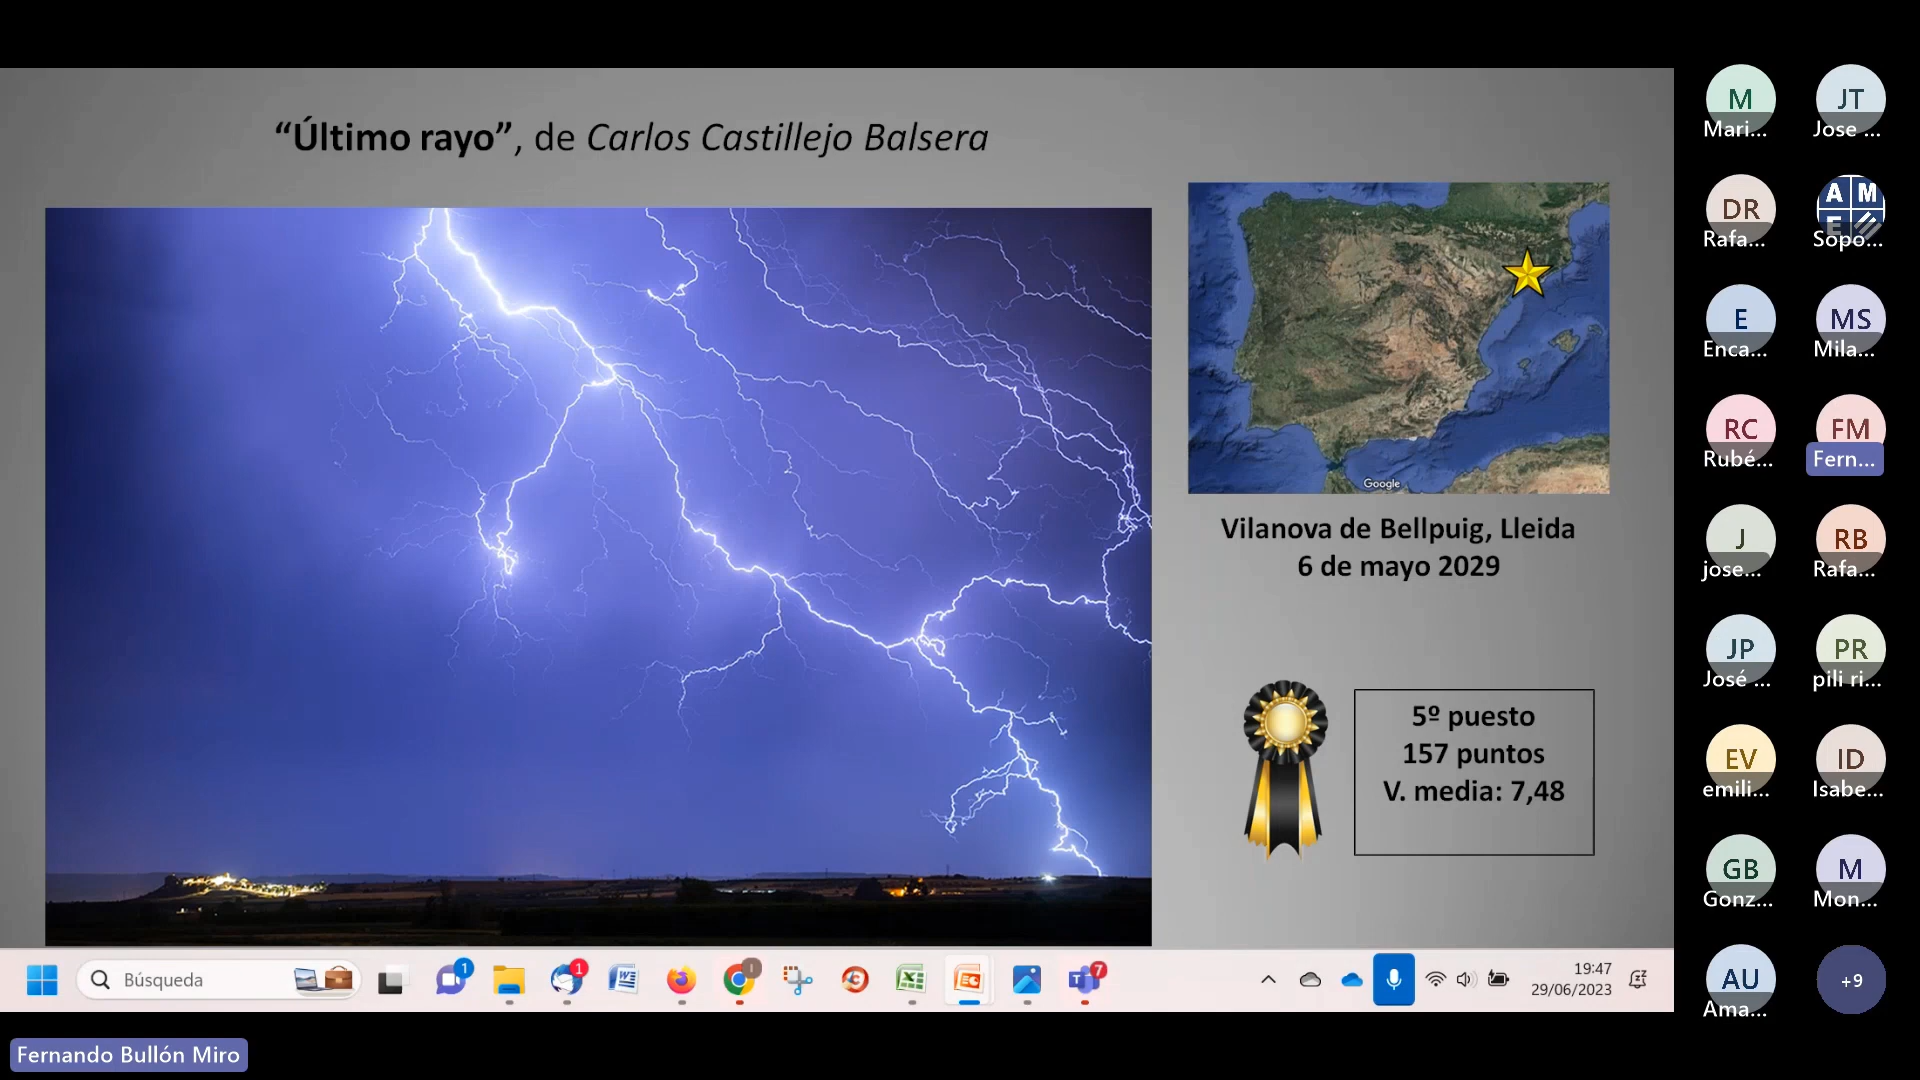 “Último rayo”, de Carlos Castillejo Balsera
Google
Vilanova de Bellpuig, Lleida
6 de mayo 2029
5º puesto
157 puntos
V. media: 7,48
M
Mari...
JT
Jose ...
DR
Rafa...
A M
E
Sopo...
E
Enca...
MS
Mila...
RC
Rubé...
FM
Fern...
J
jose...
RB
Rafa...
JP
José ...
PR
pili ri...
EV
emili...
ID
Isabe...
GB
Gonz...
M
Mon...
AU
Ama...
+9
Búsqueda
1
1
I
7
19:47
29/06/2023
Fernando Bullón Miro